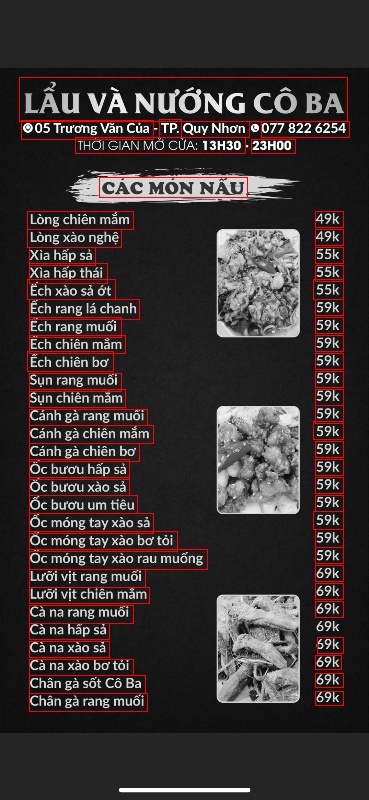 LẨU VÀ NƯỚNG CÔ BA
05 Trương Văn Của - TP. Quy Nhơn 077 822 6254
THỜI GIAN MỞ CỬA: 13H30 - 23H00
CÁC MÓN NẤU
Lòng chiên mắm 49k
Lòng xào nghệ 49k
Xìa hấp sả 55k
Xìa hấp thái 55k
Ếch xào sả ớt 55k
Ếch rang lá chanh 59k
Ếch rang muối 59k
Ếch chiên mắm 59k
Ếch chiên bơ 59k
Sụn rang muối 59k
Sụn chiên mắm 59k
Cánh gà rang muối 59k
Cánh gà chiên mắm 59k
Cánh gà chiên bơ 59k
Ốc bươu hấp sả 59k
Ốc bươu xào sả 59k
Ốc bươu um tiêu 59k
Ốc móng tay xào sả 59k
Ốc móng tay xào bơ tỏi 59k
Ốc móng tay xào rau muống 59k
Lưỡi vịt rang muối 69k
Lưỡi vịt chiên mắm 69k
Cà na rang muối 69k
Cà na hấp sả 69k
Cà na xào sả 69k
Cà na xào bơ tỏi 69k
Chân gà sốt Cô Ba 69k
Chân gà rang muối 69k